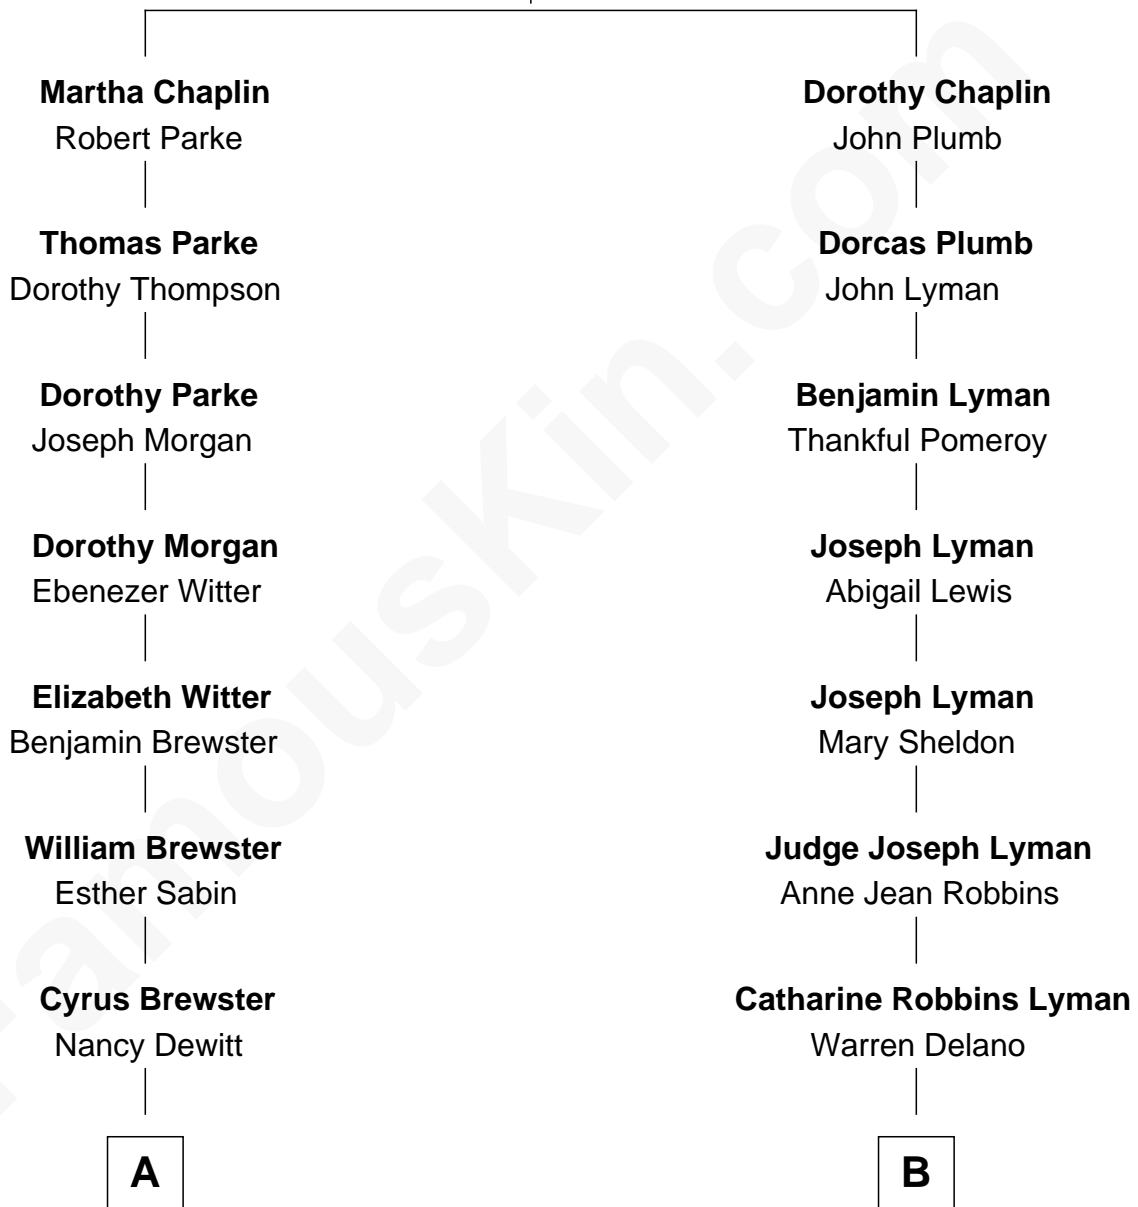 Martha Chaplin
Robert Parke
Dorothy Chaplin
John Plumb
Thomas Parke
Dorothy Thompson
Dorcas Plumb
John Lyman
Dorothy Parke
Joseph Morgan
Benjamin Lyman
Thankful Pomeroy
Dorothy Morgan
Ebenezer Witter
Joseph Lyman
Abigail Lewis
Elizabeth Witter
Benjamin Brewster
Joseph Lyman
Mary Sheldon
William Brewster
Esther Sabin
Judge Joseph Lyman
Anne Jean Robbins
Cyrus Brewster
Nancy Dewitt
Catharine Robbins Lyman
Warren Delano
A
B
FamousKin.com